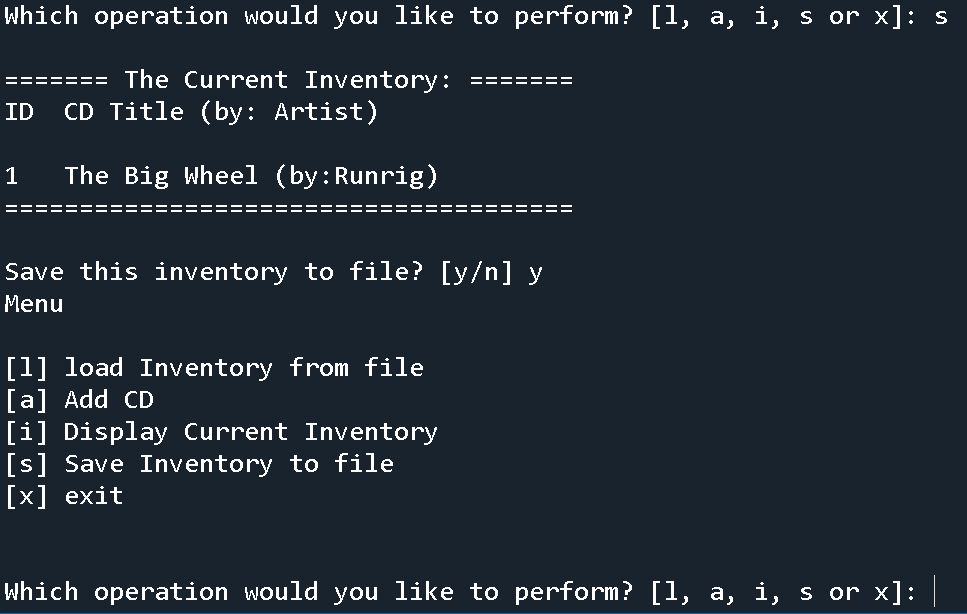 Which operation would you like to perform? [l, a, i, s or x]: s
======= The Current Inventory: =======
ID  CD Title (by: Artist)
1   The Big Wheel (by:Runrig)
======================================
Save this inventory to file? [y/n] y
Menu
[l] load Inventory from file
[a] Add CD
[i] Display Current Inventory
[s] Save Inventory to file
[x] exit
Which operation would you like to perform? [l, a, i, s or x]: